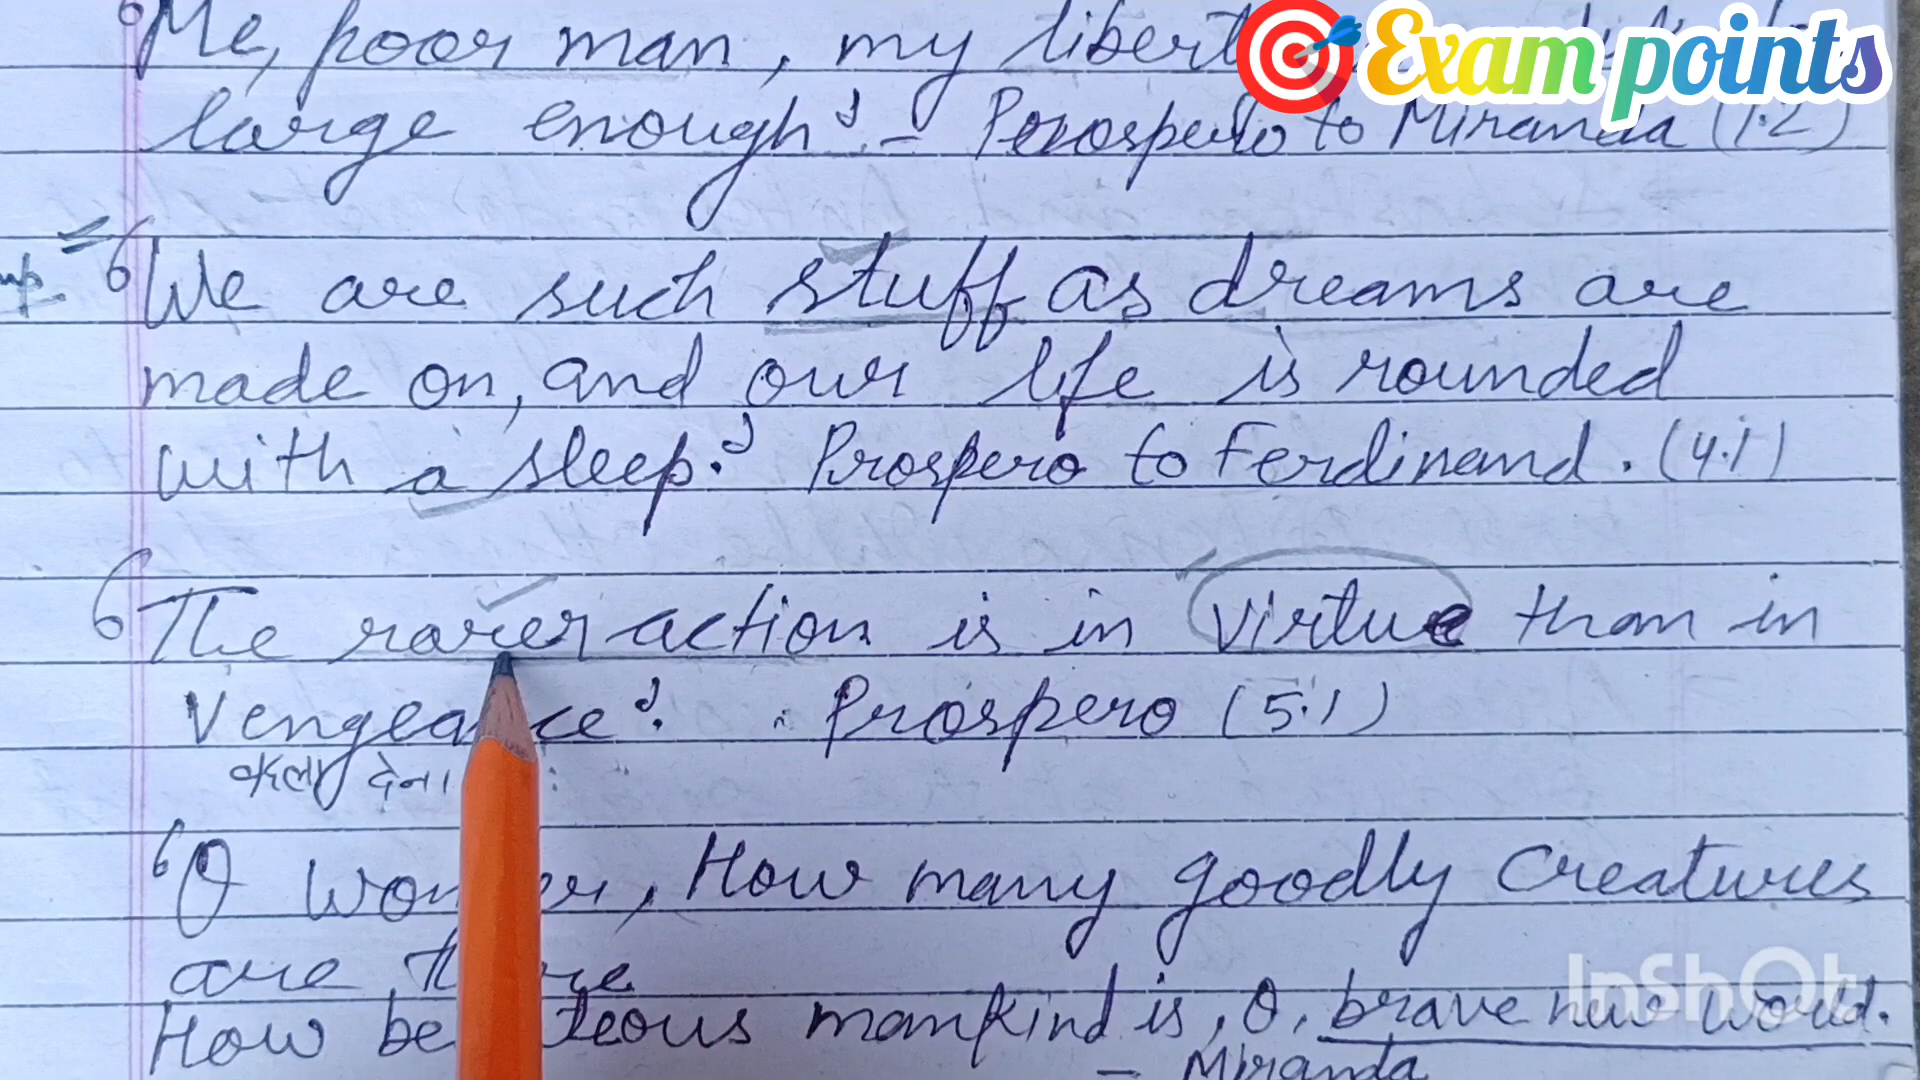 Exam points
'Me, poor man, my
large enough' - Prospero to Miranda (1.2)
'We are such stuff as dreams are
made on, and our life is rounded
with a sleep.' Prospero to Ferdinand. (4.1)
'The rarer action is in virtue than in
Vengeance'. Prospero (5.1)
देना
'O wonder, How many goodly Creatures
are there
How beauteous mankind is, O, brave new world.
- Miranda
InShOt